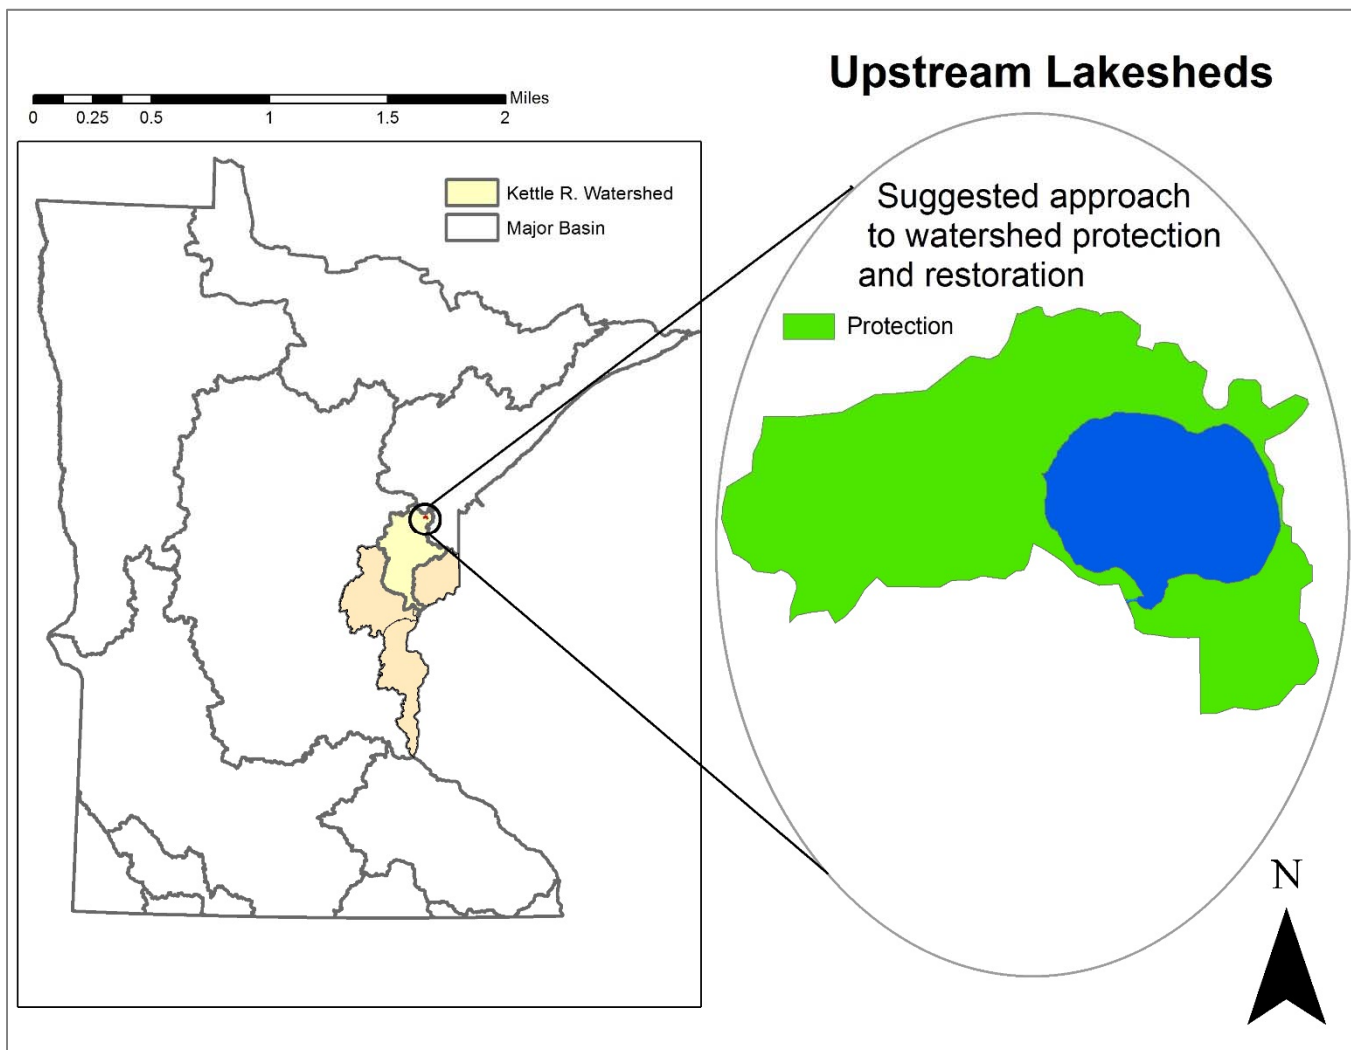 Upstream Lakesheds
Miles
0 0.25 0.5 1 1.5 2
Kettle R. Watershed
Major Basin
Suggested approach
to watershed protection
and restoration
Protection
N